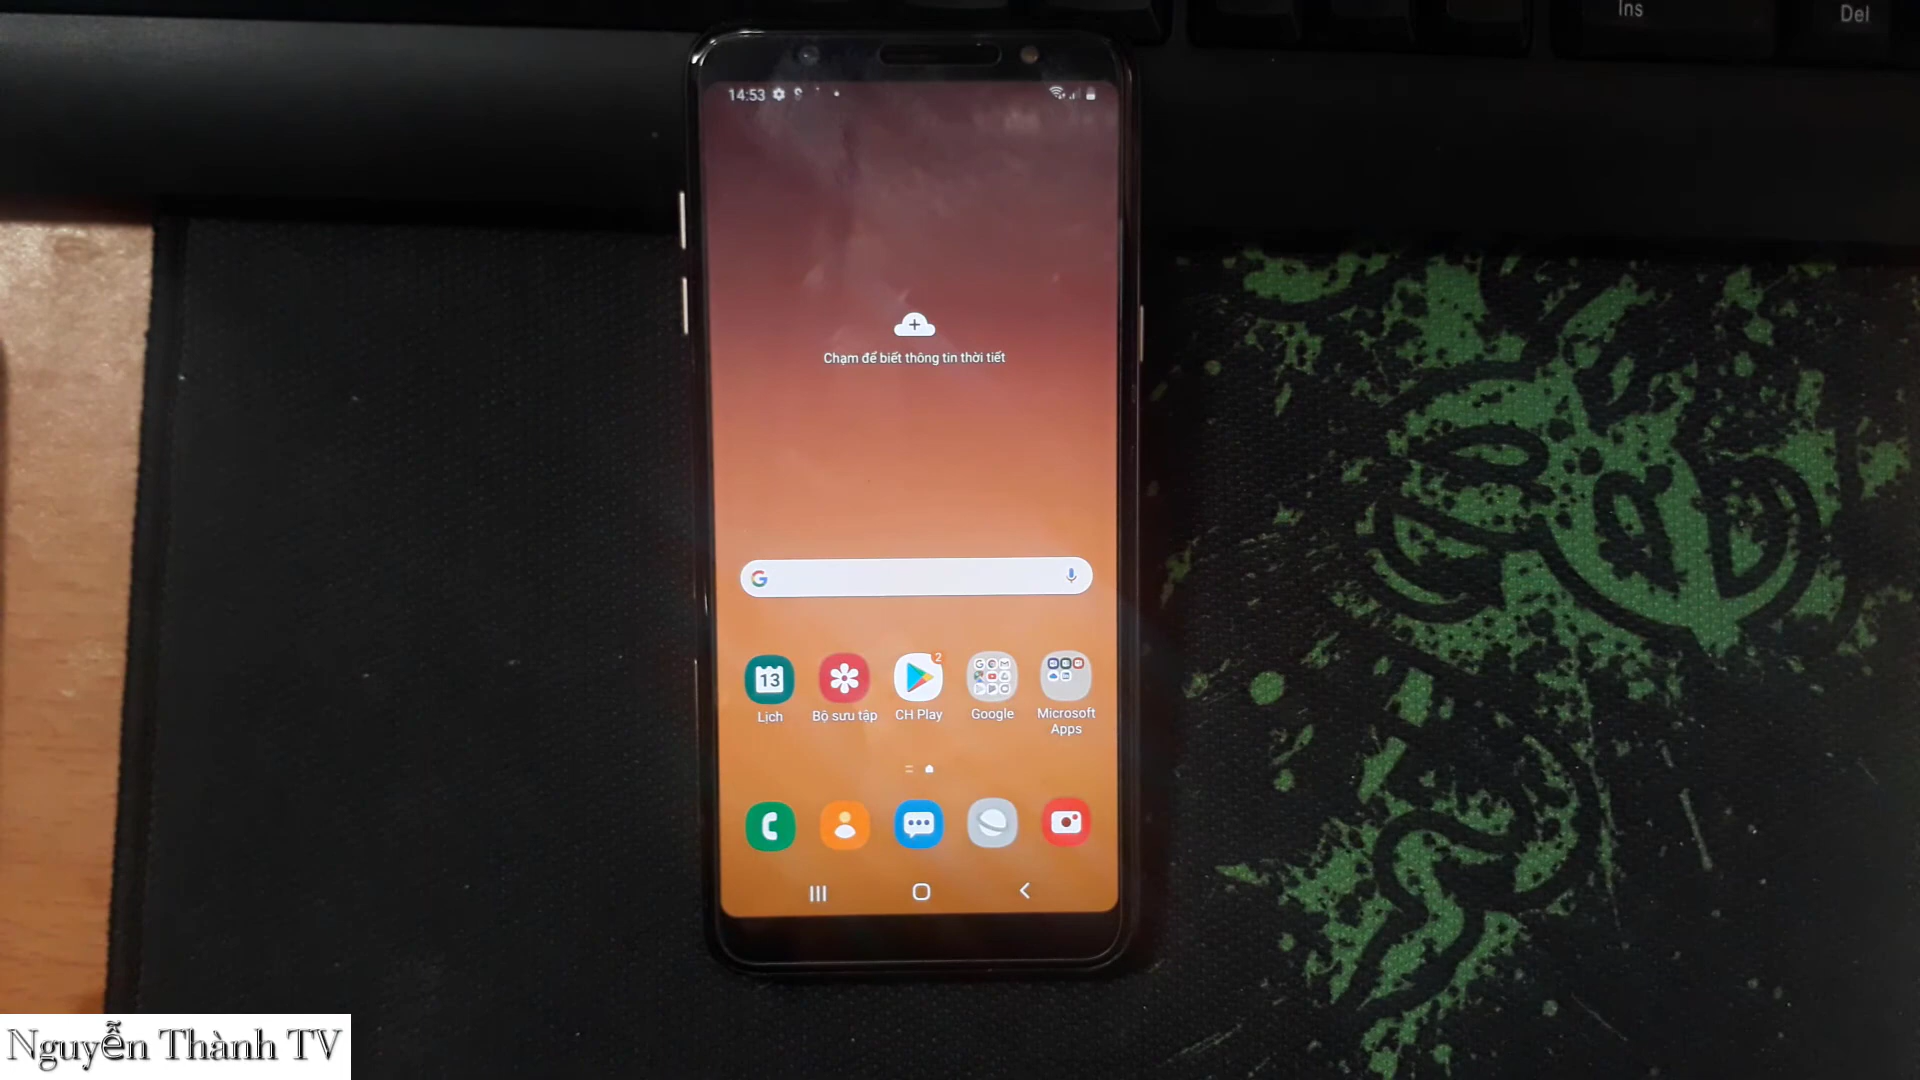 Ins
Del
14:53
Chạm để biết thông tin thời tiết
G
13
2
Lịch
Bộ sưu tập
CH Play
Google
Microsoft
Apps
Nguyễn Thành TV